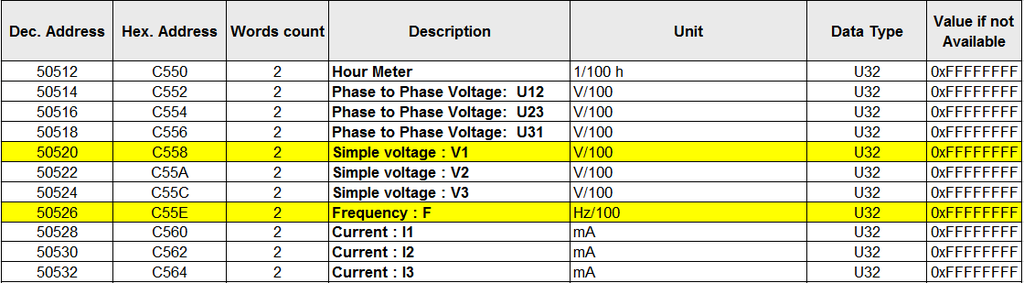 Dec. Address Hex. Address Words count Description Unit Data Type Value if not Available
50512 C550 2 Hour Meter 1/100 h U32 0xFFFFFFFF
50514 C552 2 Phase to Phase Voltage: U12 V/100 U32 0xFFFFFFFF
50516 C554 2 Phase to Phase Voltage: U23 V/100 U32 0xFFFFFFFF
50518 C556 2 Phase to Phase Voltage: U31 V/100 U32 0xFFFFFFFF
50520 C558 2 Simple voltage : V1 V/100 U32 0xFFFFFFFF
50522 C55A 2 Simple voltage : V2 V/100 U32 0xFFFFFFFF
50524 C55C 2 Simple voltage : V3 V/100 U32 0xFFFFFFFF
50526 C55E 2 Frequency : F Hz/100 U32 0xFFFFFFFF
50528 C560 2 Current : I1 mA U32 0xFFFFFFFF
50530 C562 2 Current : I2 mA U32 0xFFFFFFFF
50532 C564 2 Current : I3 mA U32 0xFFFFFFFF